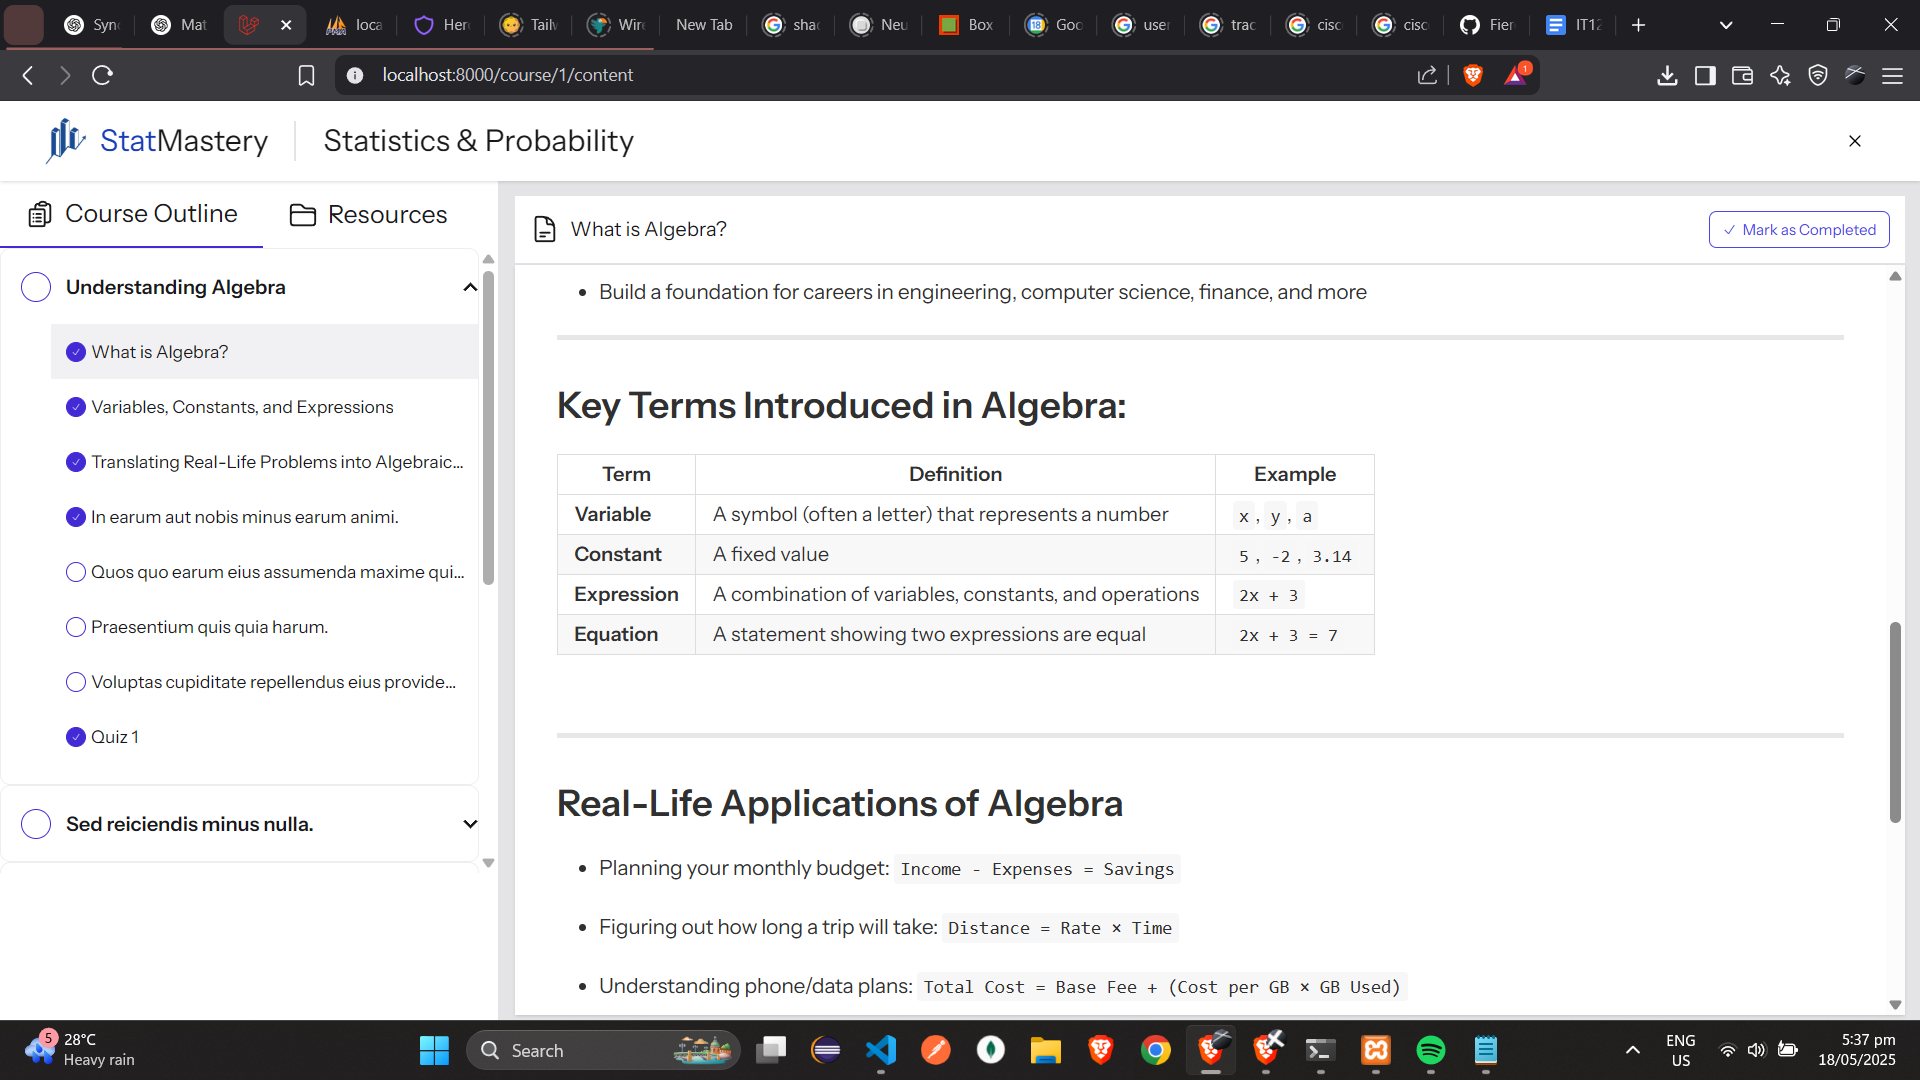 Sync
Mat
loca
Her
Tailw
Wire
New Tab
shad
Neu
Box
Goo
user
trac
cisc
cisc
Fier
IT12
localhost:8000/course/1/content
1
StatMastery
Statistics & Probability
Course Outline
Resources
Understanding Algebra
What is Algebra?
Variables, Constants, and Expressions
Translating Real-Life Problems into Algebraic...
In earum aut nobis minus earum animi.
Quos quo earum eius assumenda maxime qui...
Praesentium quis quia harum.
Voluptas cupiditate repellendus eius provide...
Quiz 1
Sed reiciendis minus nulla.
What is Algebra?
Mark as Completed
• Build a foundation for careers in engineering, computer science, finance, and more
Key Terms Introduced in Algebra:
Term Definition Example
Variable A symbol (often a letter) that represents a number x , y , a
Constant A fixed value 5 , -2 , 3.14
Expression A combination of variables, constants, and operations 2x + 3
Equation A statement showing two expressions are equal 2x + 3 = 7
Real-Life Applications of Algebra
• Planning your monthly budget: Income - Expenses = Savings
• Figuring out how long a trip will take: Distance = Rate × Time
• Understanding phone/data plans: Total Cost = Base Fee + (Cost per GB × GB Used)
5
28°C
Heavy rain
Search
ENG
US
5:37 pm
18/05/2025